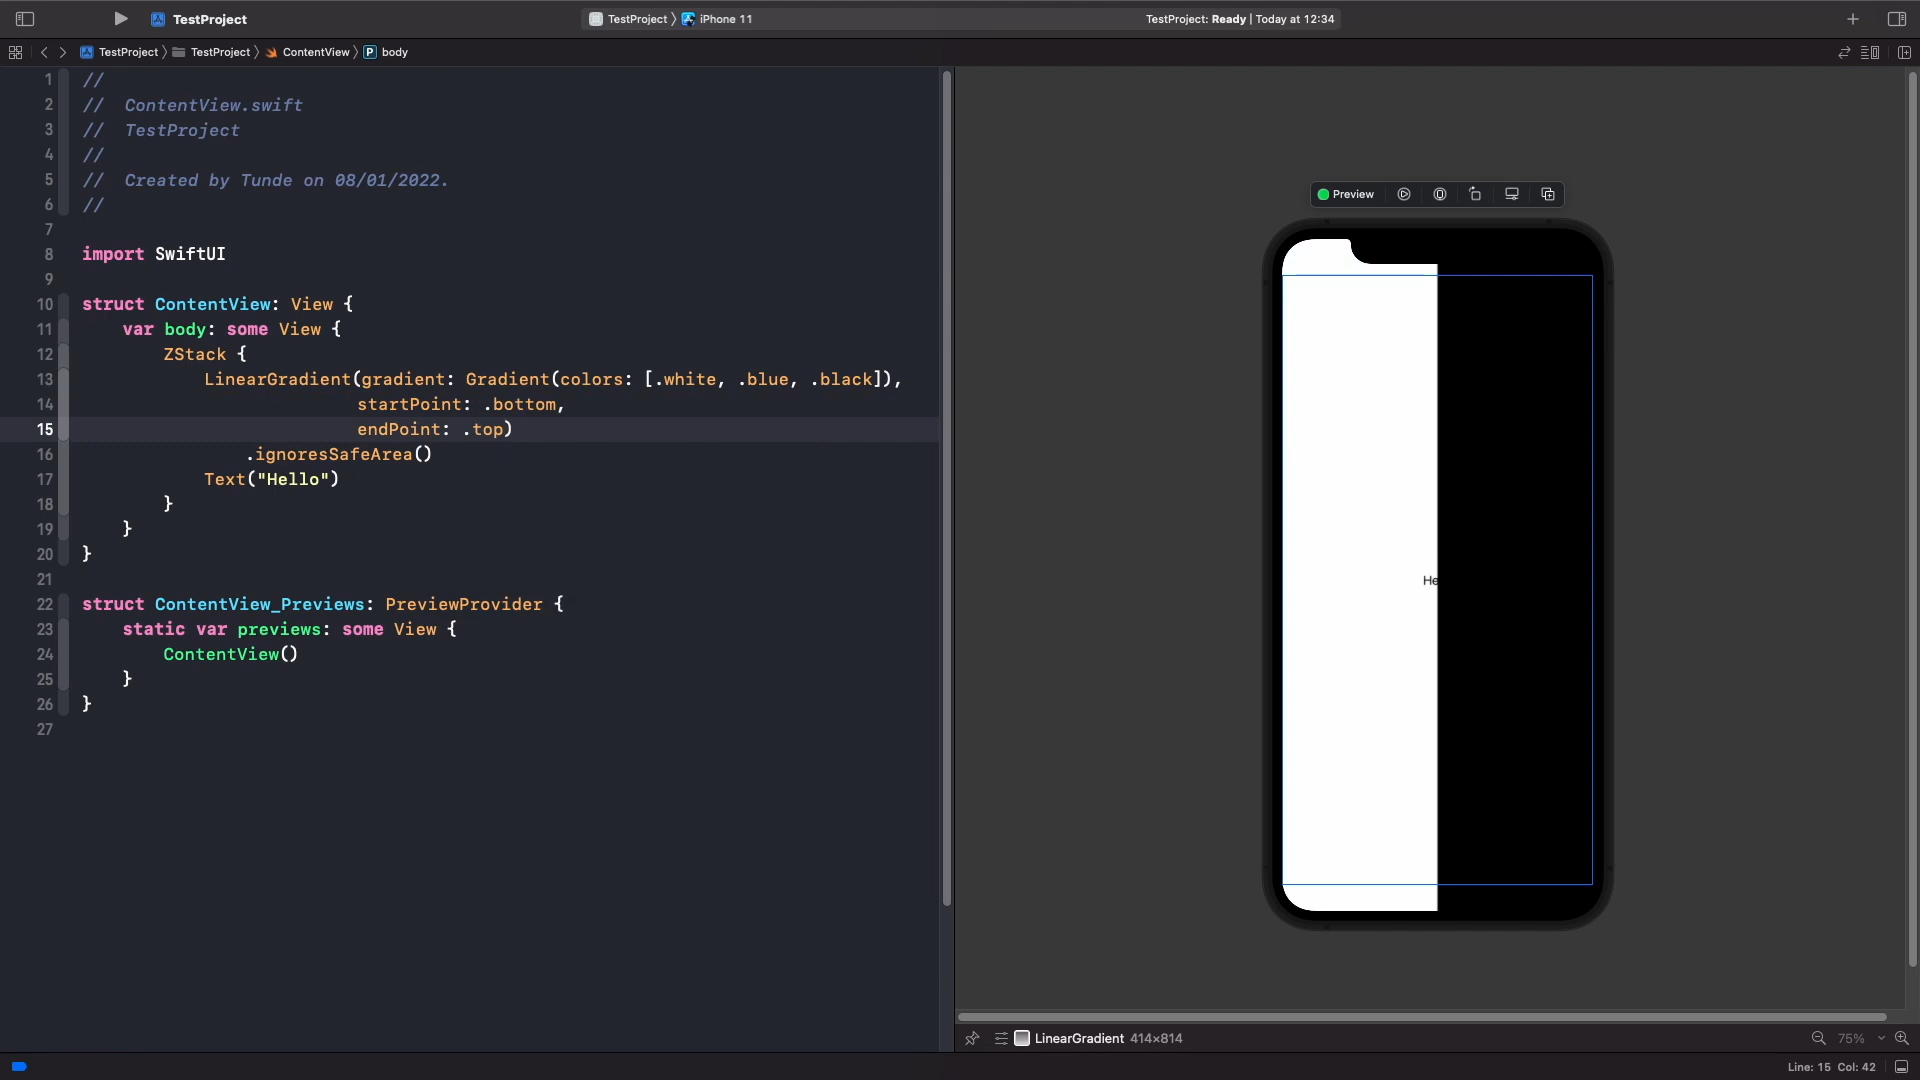 TestProject
TestProject 〉 iPhone 11
TestProject: Ready | Today at 12:34
TestProject 〉 TestProject 〉 ContentView 〉 P body
1 //
2 //  ContentView.swift
3 //  TestProject
4 //
5 //  Created by Tunde on 08/01/2022.
6 //
7
8 import SwiftUI
9
10 struct ContentView: View {
11     var body: some View {
12         ZStack {
13             LinearGradient(gradient: Gradient(colors: [.white, .blue, .black]),
14                            startPoint: .bottom,
15                            endPoint: .top)
16                 .ignoresSafeArea()
17             Text("Hello")
18         }
19     }
20 }
21
22 struct ContentView_Previews: PreviewProvider {
23     static var previews: some View {
24         ContentView()
25     }
26 }
27
Preview
He
LinearGradient 414×814
75%
Line: 15 Col: 42